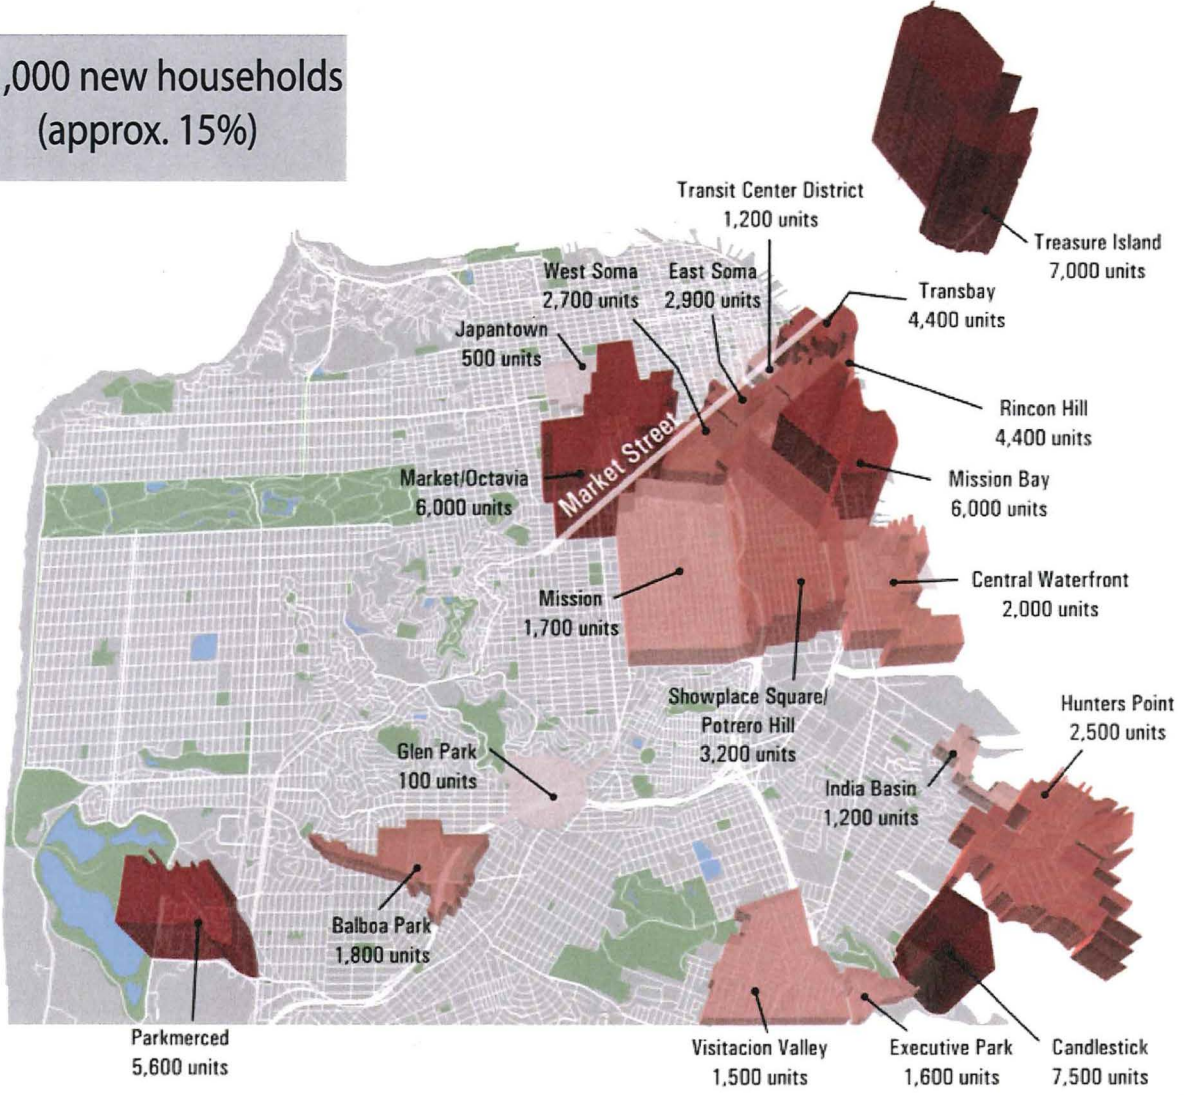 ,000 new households
(approx. 15%)
Transit Center District
1,200 units
Treasure Island
7,000 units
West Soma
2,700 units
East Soma
2,900 units
Transbay
4,400 units
Japantown
500 units
Rincon Hill
4,400 units
Market Street
Market/Octavia
6,000 units
Mission Bay
6,000 units
Mission
1,700 units
Central Waterfront
2,000 units
Showplace Square/
Potrero Hill
3,200 units
Hunters Point
2,500 units
Glen Park
100 units
India Basin
1,200 units
Balboa Park
1,800 units
Parkmerced
5,600 units
Visitacion Valley
1,500 units
Executive Park
1,600 units
Candlestick
7,500 units